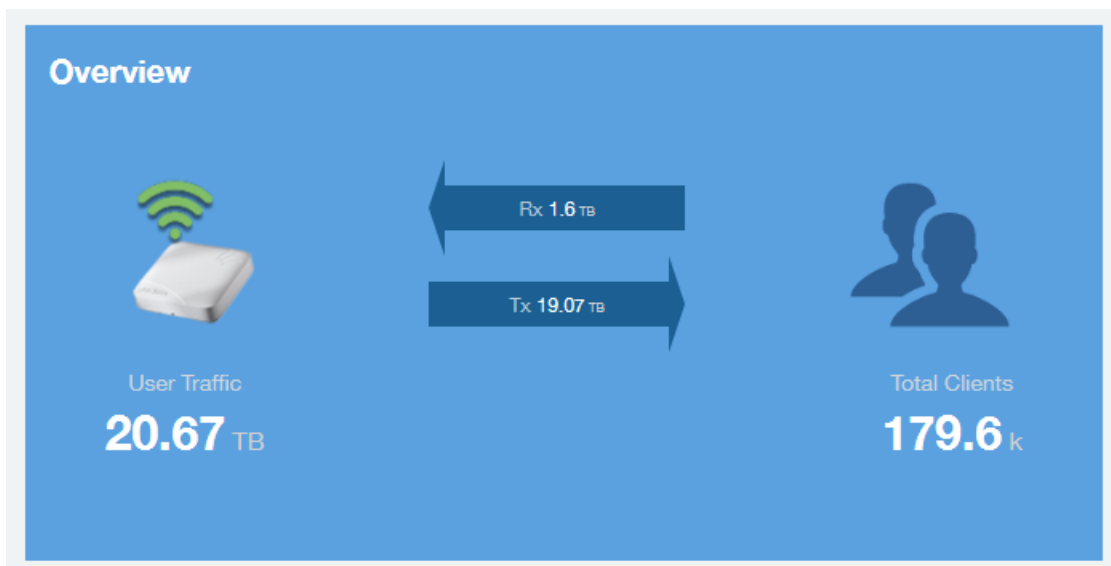 Overview
Rx 1.6 TB
Tx 19.07 TB
User Traffic
20.67 TB
Total Clients
179.6 k